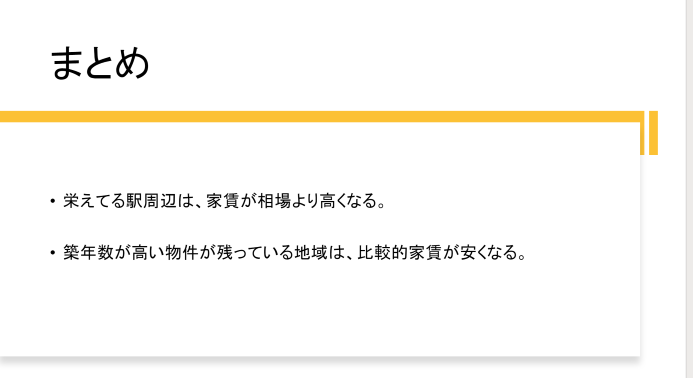 まとめ
• 栄えてる駅周辺は、家賃が相場より高くなる。
• 築年数が高い物件が残っている地域は、比較的家賃が安くなる。